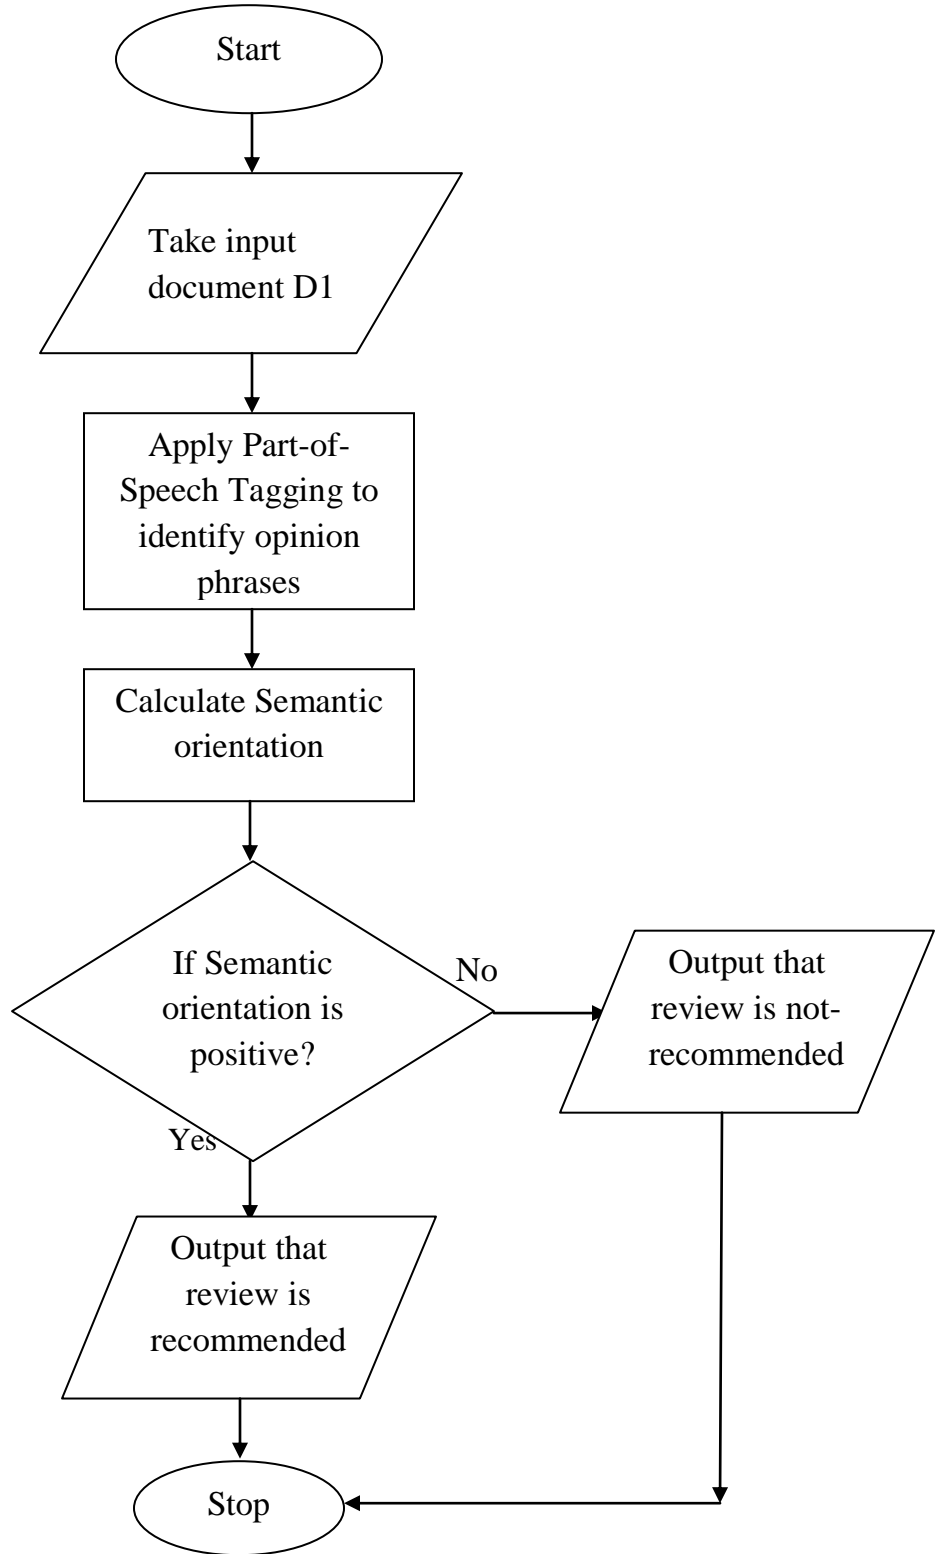 Start
Take input
document D1
Apply Part-of-
Speech Tagging to
identify opinion
phrases
Calculate Semantic
orientation
If Semantic
orientation is
positive?
No
Output that
review is not-
recommended
Yes
Output that
review is
recommended
Stop